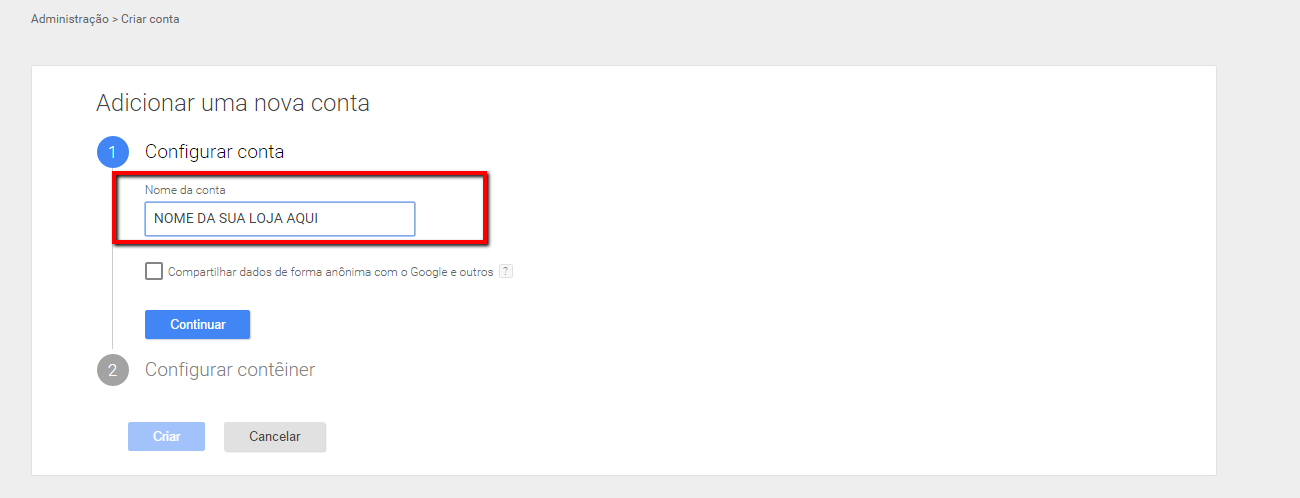 Administração > Criar conta
Adicionar uma nova conta
1 Configurar conta
Nome da conta
NOME DA SUA LOJA AQUI
Compartilhar dados de forma anônima com o Google e outros ?
Continuar
2 Configurar contêiner
Criar Cancelar